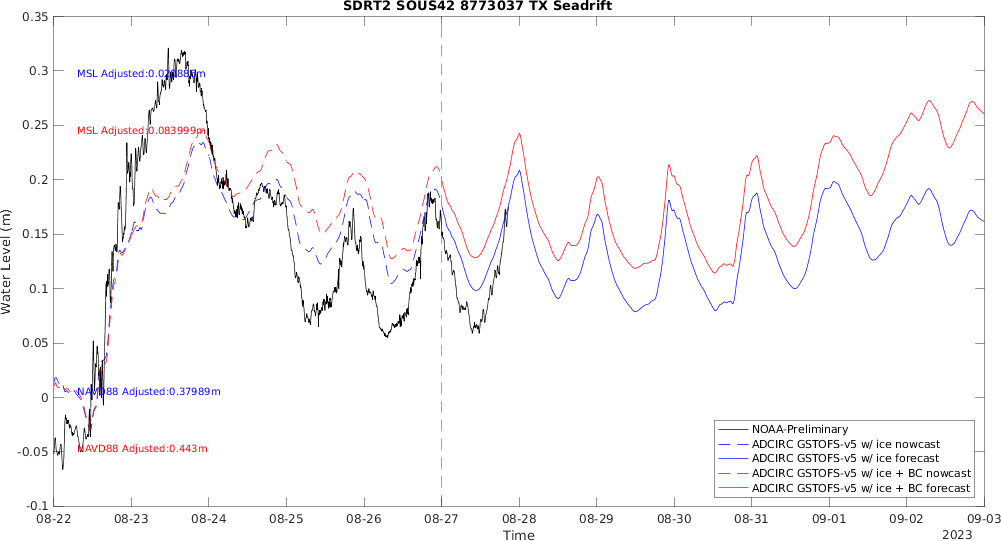 SDRT2 SOUS42 8773037 TX Seadrift
0.35
0.3
0.25
0.2
0.15
0.1
0.05
0
-0.05
-0.1
Water Level (m)
MSL Adjusted:0.083999m
NAVD88 Adjusted:0.37989m
NAVD88 Adjusted:0.443m
NOAA-Preliminary
ADCIRC GSTOFS-v5 w/ ice nowcast
ADCIRC GSTOFS-v5 w/ ice forecast
ADCIRC GSTOFS-v5 w/ ice + BC nowcast
ADCIRC GSTOFS-v5 w/ ice + BC forecast
08-22 08-23 08-24 08-25 08-26 08-27 08-28 08-29 08-30 08-31 09-01 09-02 09-03
Time
2023